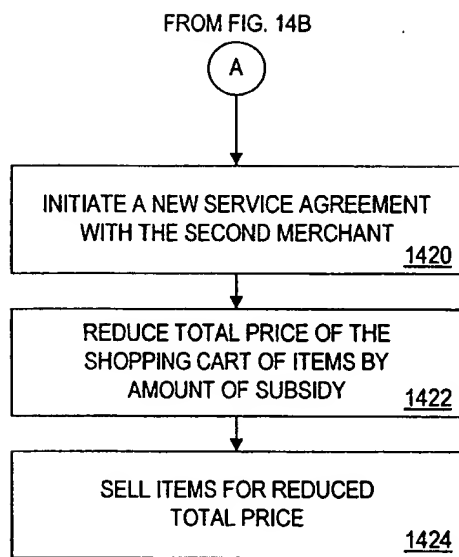 FROM FIG. 14B
A
INITIATE A NEW SERVICE AGREEMENT
WITH THE SECOND MERCHANT
1420
REDUCE TOTAL PRICE OF THE
SHOPPING CART OF ITEMS BY
AMOUNT OF SUBSIDY
1422
SELL ITEMS FOR REDUCED
TOTAL PRICE
1424